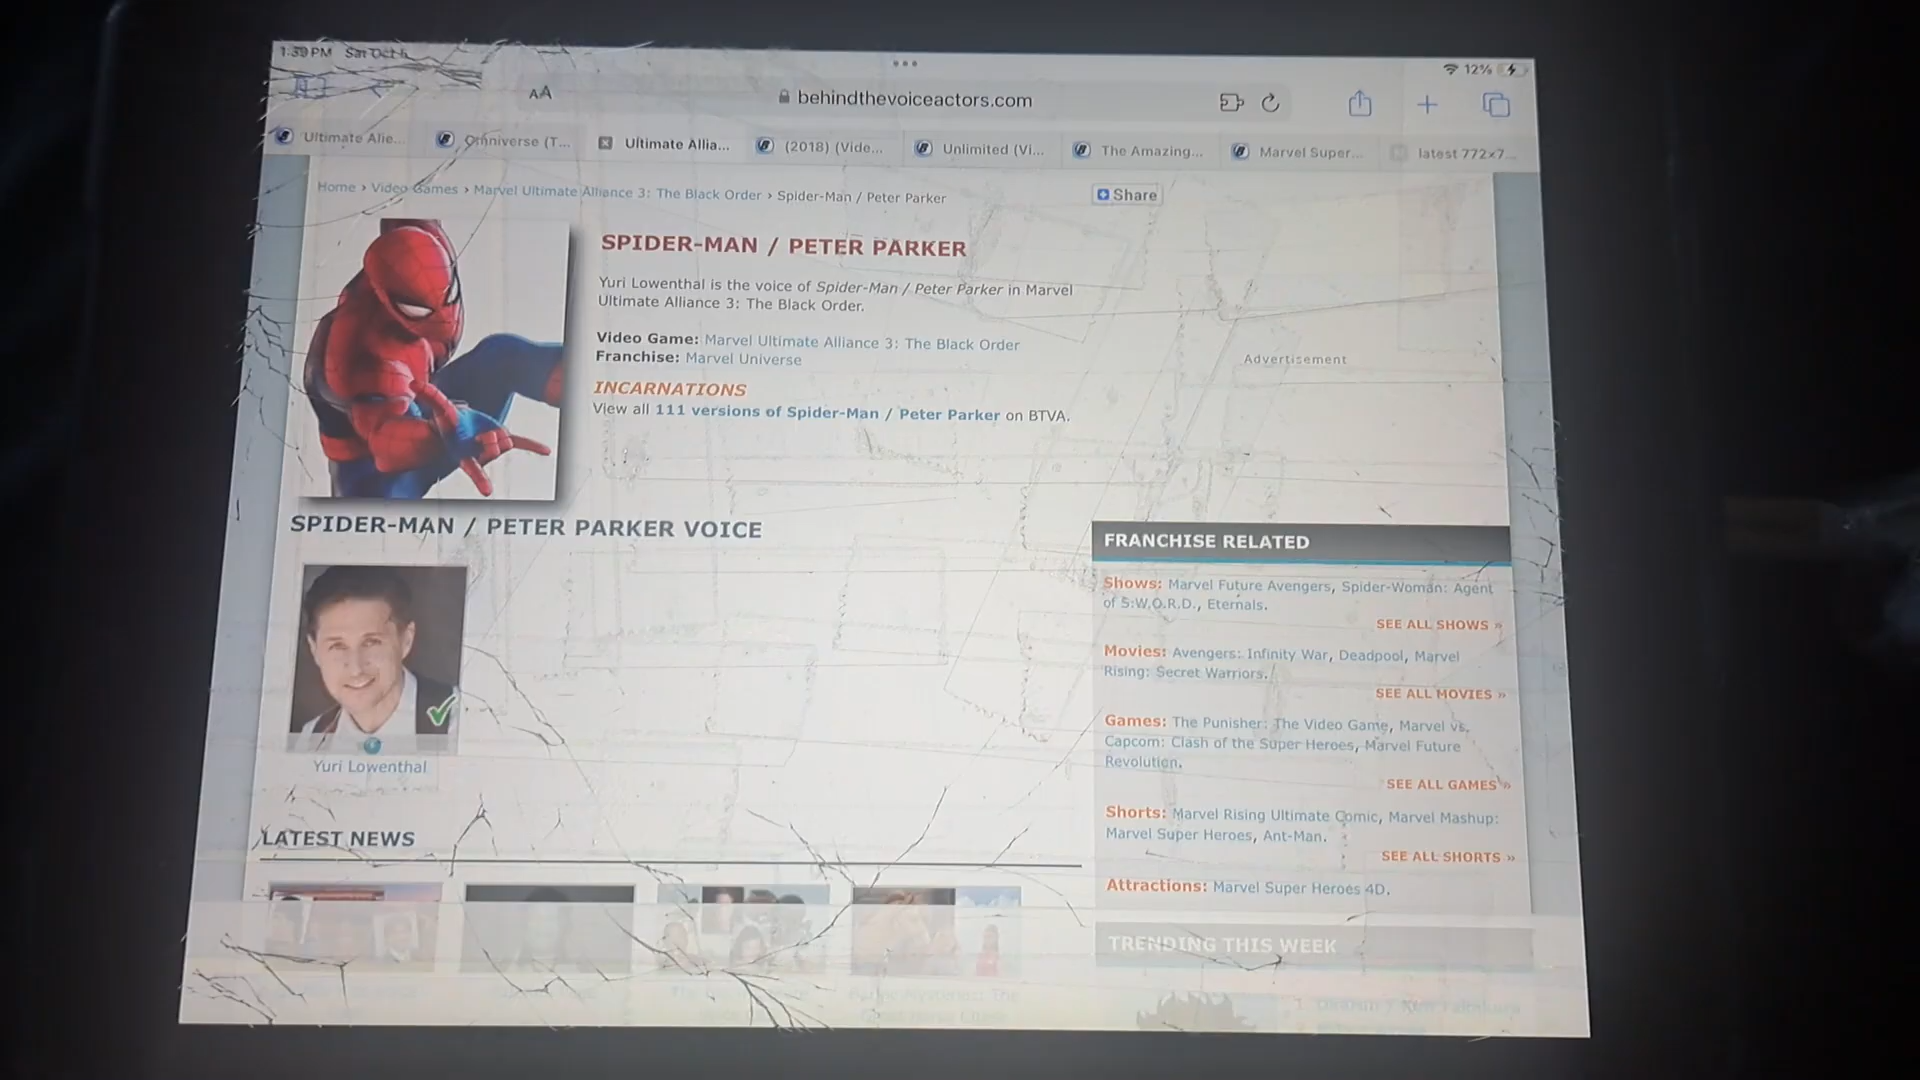 1:39 PM Sat Oct 5
12%
AA
behindthevoiceactors.com
Ultimate Alie...
Omniverse (T...
Ultimate Allia...
(2018) (Vide...
Unlimited (Vi...
The Amazing...
Marvel Super...
latest 772×7...
Home › Video Games › Marvel Ultimate Alliance 3: The Black Order › Spider-Man / Peter Parker
Share
SPIDER-MAN / PETER PARKER
Yuri Lowenthal is the voice of Spider-Man / Peter Parker in Marvel
Ultimate Alliance 3: The Black Order.
Video Game: Marvel Ultimate Alliance 3: The Black Order
Franchise: Marvel Universe
INCARNATIONS
View all 111 versions of Spider-Man / Peter Parker on BTVA.
Advertisement
SPIDER-MAN / PETER PARKER VOICE
Yuri Lowenthal
LATEST NEWS
FRANCHISE RELATED
Shows: Marvel Future Avengers, Spider-Woman: Agent
of S.W.O.R.D., Eternals.
SEE ALL SHOWS »
Movies: Avengers: Infinity War, Deadpool, Marvel
Rising: Secret Warriors.
SEE ALL MOVIES »
Games: The Punisher: The Video Game, Marvel vs.
Capcom: Clash of the Super Heroes, Marvel Future
Revolution.
SEE ALL GAMES »
Shorts: Marvel Rising Ultimate Comic, Marvel Mashup:
Marvel Super Heroes, Ant-Man.
SEE ALL SHORTS »
Attractions: Marvel Super Heroes 4D.
TRENDING THIS WEEK